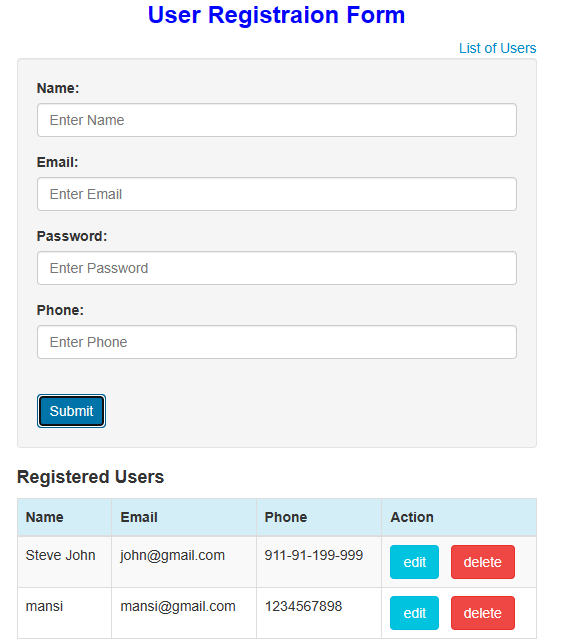 User Registraion Form
List of Users
Name:
Enter Name
Email:
Enter Email
Password:
Enter Password
Phone:
Enter Phone
Submit
Registered Users
Name Email Phone Action
Steve John john@gmail.com 911-91-199-999 edit delete
mansi mansi@gmail.com 1234567898 edit delete